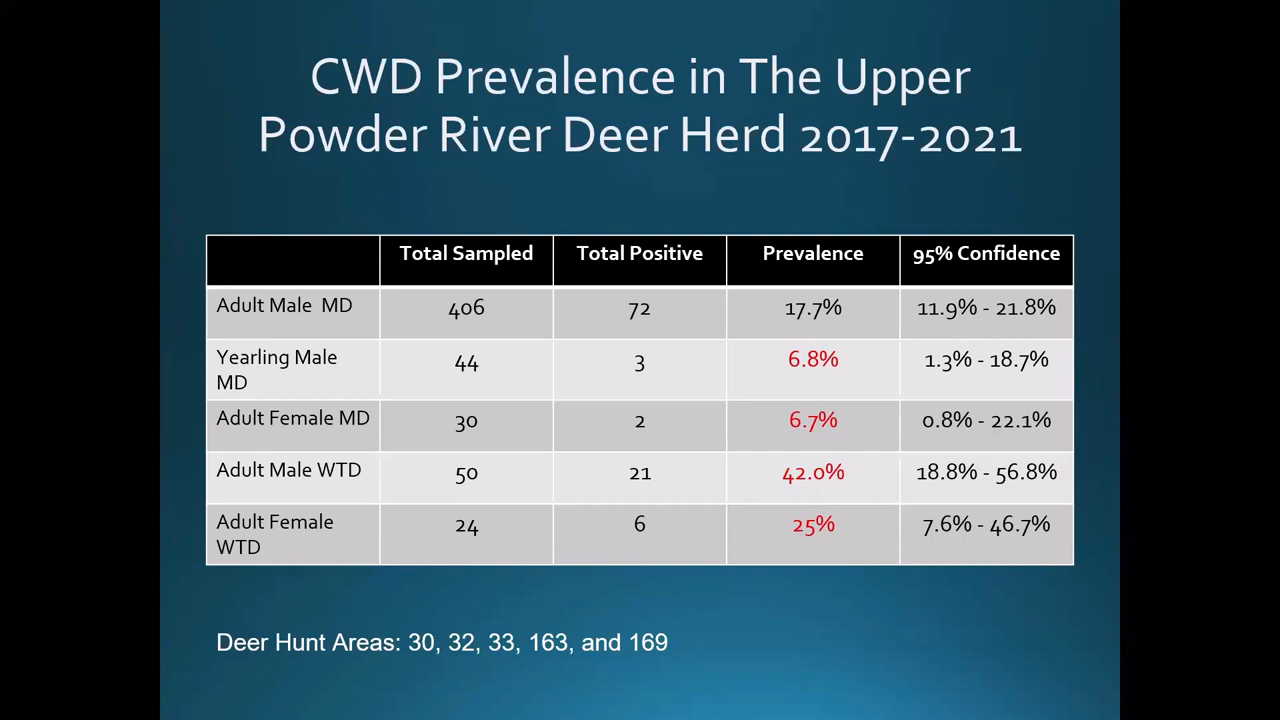 CWD Prevalence in The Upper
Powder River Deer Herd 2017-2021
Total Sampled Total Positive Prevalence 95% Confidence
Adult Male MD 406 72 17.7% 11.9% - 21.8%
Yearling Male
MD 44 3 6.8% 1.3% - 18.7%
Adult Female MD 30 2 6.7% 0.8% - 22.1%
Adult Male WTD 50 21 42.0% 18.8% - 56.8%
Adult Female
WTD 24 6 25% 7.6% - 46.7%
Deer Hunt Areas: 30, 32, 33, 163, and 169